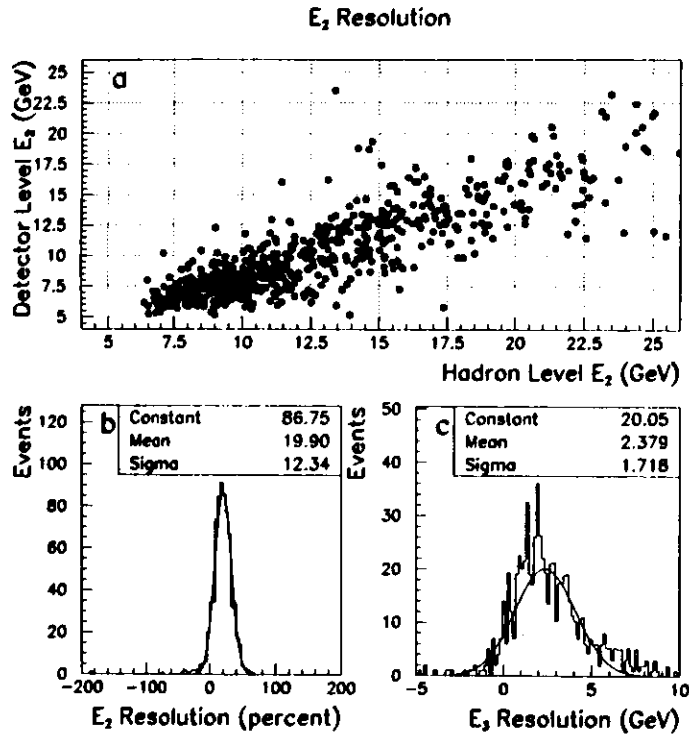 E₂ Resolution
Detector Level E₂ (GeV)
a
25
22.5
20
17.5
15
12.5
10
7.5
5
5
7.5
10
12.5
15
17.5
20
22.5
25
Hadron Level E₂ (GeV)
Events
b
120
100
80
60
40
20
0
Constant 86.75
Mean 19.90
Sigma 12.34
-200
-100
0
100
200
E₂ Resolution (percent)
Events
c
50
40
30
20
10
0
Constant 20.05
Mean 2.379
Sigma 1.718
-5
0
5
10
E₃ Resolution (GeV)